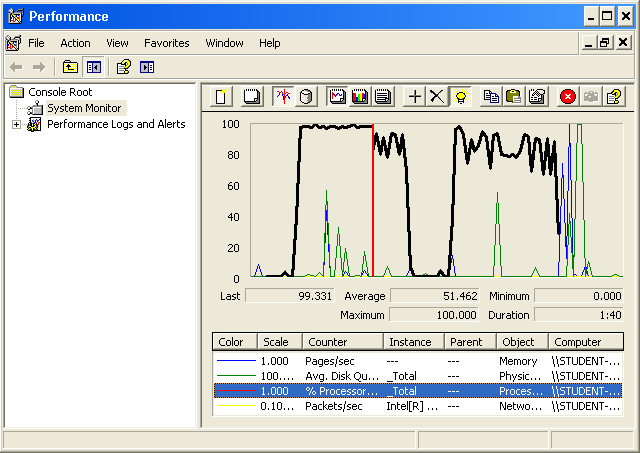 Performance
File Action View Favorites Window Help
Console Root
System Monitor
Performance Logs and Alerts
100
80
60
40
20
0
Last 99.331 Average 51.462 Minimum 0.000
Maximum 100.000 Duration 1:40
Color Scale Counter Instance Parent Object Computer
1.000 Pages/sec --- --- Memory \\STUDENT-...
100.... Avg. Disk Qu... _Total --- Physic... \\STUDENT-...
1.000 % Processor... _Total --- Proces... \\STUDENT-...
0.10... Packets/sec Intel[R] ... --- Netwo... \\STUDENT-...